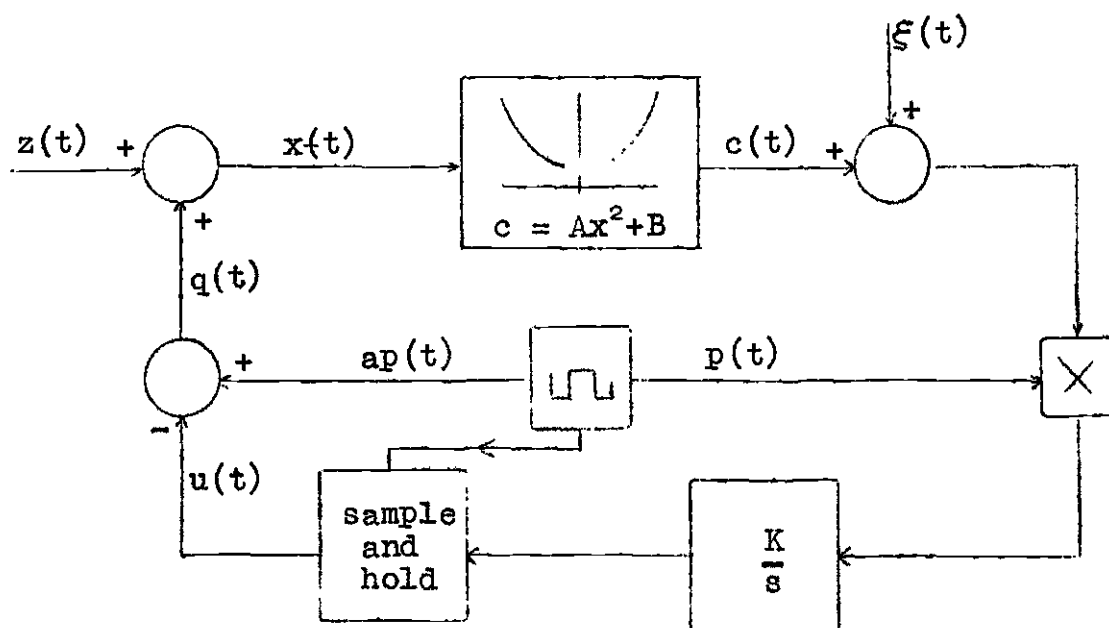 ξ(t)
z(t) +
x(t)
c(t) +
+
c = Ax²+B
+
q(t)
ap(t)
p(t)
+
×
-
u(t)
sample
and
hold
K
s